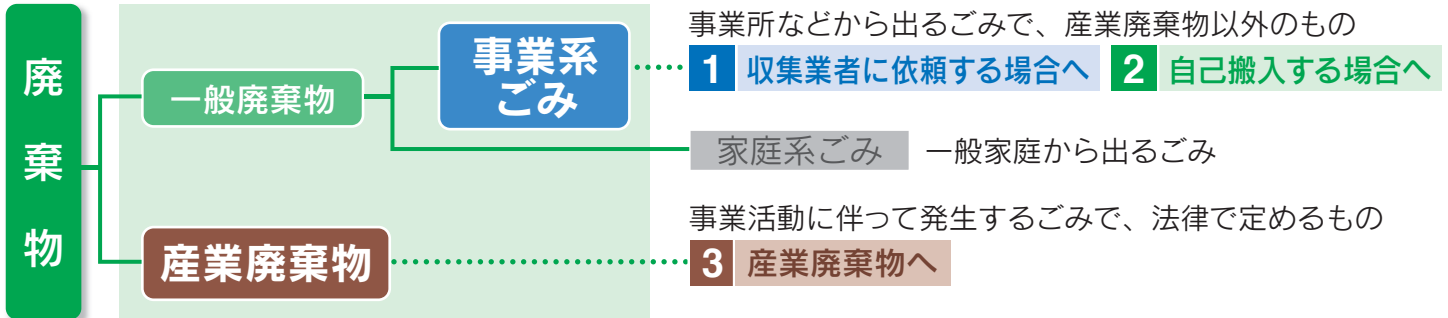 廃棄物
一般廃棄物
事業系
ごみ
事業所などから出るごみで、産業廃棄物以外のもの
1 収集業者に依頼する場合へ 2 自己搬入する場合へ
家庭系ごみ 一般家庭から出るごみ
産業廃棄物
事業活動に伴って発生するごみで、法律で定めるもの
3 産業廃棄物へ